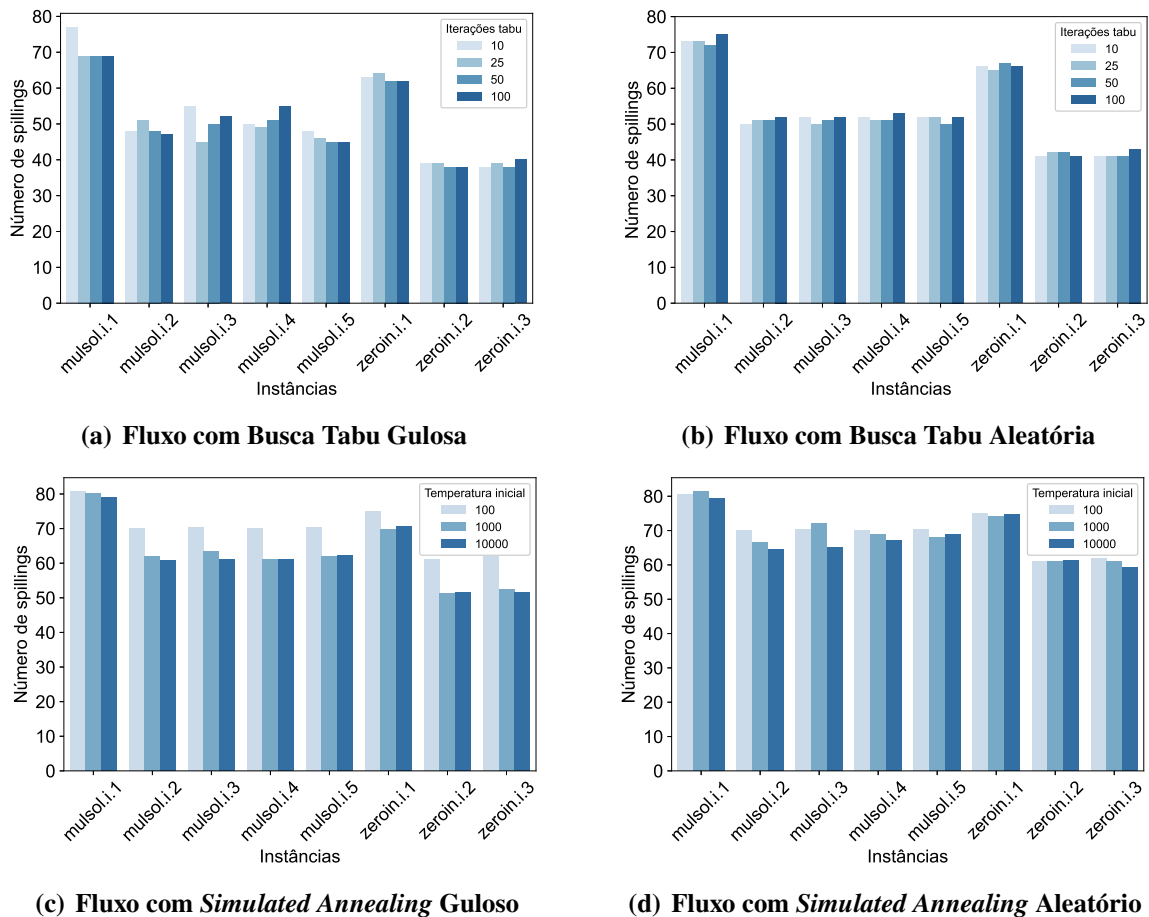 Número de spillings
80
70
60
50
40
30
20
10
0
Iterações tabu
10
25
50
100
mulsol.i.1
mulsol.i.2
mulsol.i.3
mulsol.i.4
mulsol.i.5
zeroin.i.1
zeroin.i.2
zeroin.i.3
Instâncias
(a) Fluxo com Busca Tabu Gulosa
Número de spillings
80
70
60
50
40
30
20
10
0
Iterações tabu
10
25
50
100
mulsol.i.1
mulsol.i.2
mulsol.i.3
mulsol.i.4
mulsol.i.5
zeroin.i.1
zeroin.i.2
zeroin.i.3
Instâncias
(b) Fluxo com Busca Tabu Aleatória
Número de spillings
80
70
60
50
40
30
20
10
0
Temperatura inicial
100
1000
10000
mulsol.i.1
mulsol.i.2
mulsol.i.3
mulsol.i.4
mulsol.i.5
zeroin.i.1
zeroin.i.2
zeroin.i.3
Instâncias
(c) Fluxo com Simulated Annealing Guloso
Número de spillings
80
70
60
50
40
30
20
10
0
Temperatura inicial
100
1000
10000
mulsol.i.1
mulsol.i.2
mulsol.i.3
mulsol.i.4
mulsol.i.5
zeroin.i.1
zeroin.i.2
zeroin.i.3
Instâncias
(d) Fluxo com Simulated Annealing Aleatório